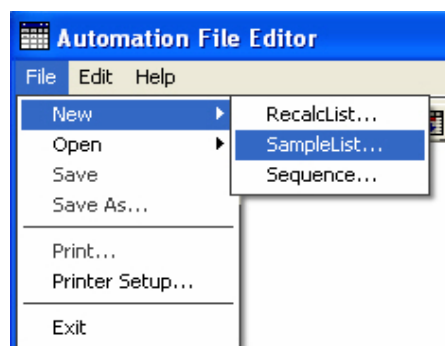 Automation File Editor
File Edit Help
New
RecalcList...
Open
SampleList...
Save
Sequence...
Save As...
Print...
Printer Setup...
Exit